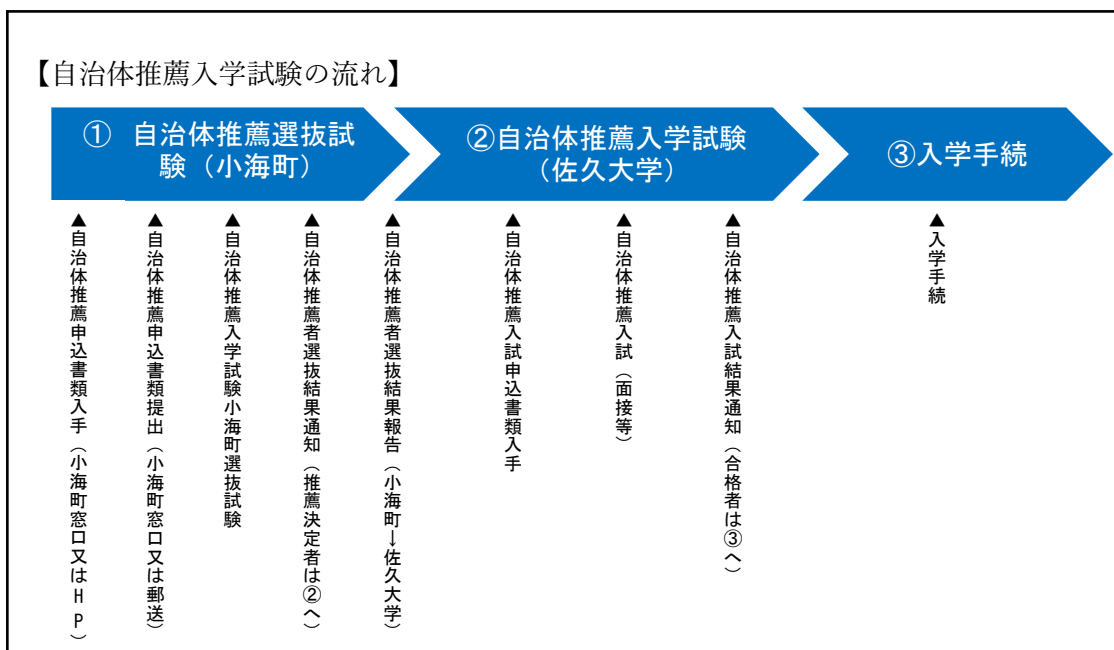 【自治体推薦入学試験の流れ】
① 自治体推薦選抜試
験（小海町）
②自治体推薦入学試験
（佐久大学）
③入学手続
▲自治体推薦申込書類入手（小海町窓口又はＨＰ）
▲自治体推薦申込書類提出（小海町窓口又は郵送）
▲自治体推薦入学試験小海町選抜試験
▲自治体推薦者選抜結果通知（推薦決定者は②へ）
▲自治体推薦者選抜結果報告（小海町→佐久大学）
▲自治体推薦入試申込書類入手
▲自治体推薦入試（面接等）
▲自治体推薦入試結果通知（合格者は③へ）
▲入学手続